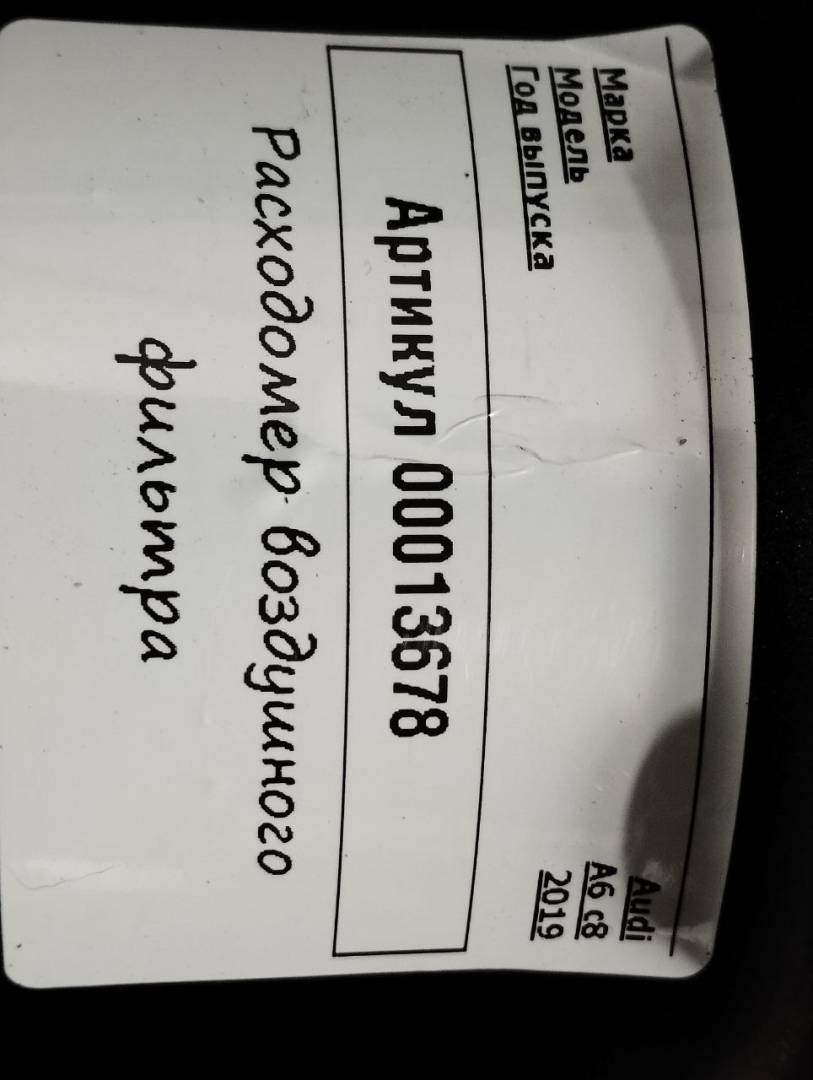 Марка Audi
Модель A6 c8
Год выпуска 2019
Артикул 00013678
Расходомер воздушного
фильтра